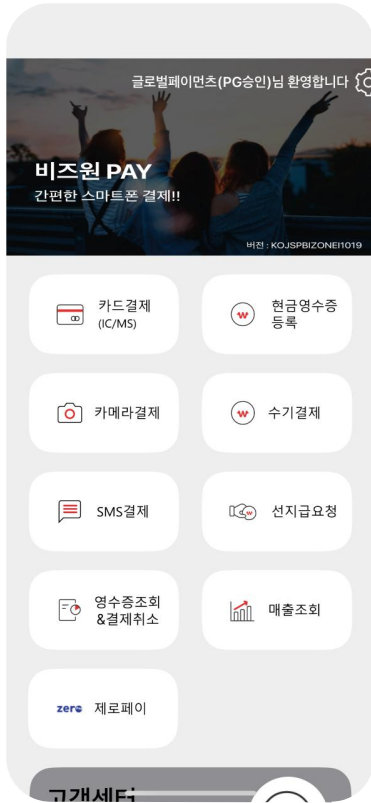 글로벌페이먼츠(PG승인)님 환영합니다
비즈원 PAY
간편한 스마트폰 결제!!
버전 : KOJSPBIZONEI1019
카드결제
(IC/MS)
현금영수증
등록
카메라결제
수기결제
SMS결제
선지급요청
영수증조회
&결제취소
매출조회
zero 제로페이
고객센터